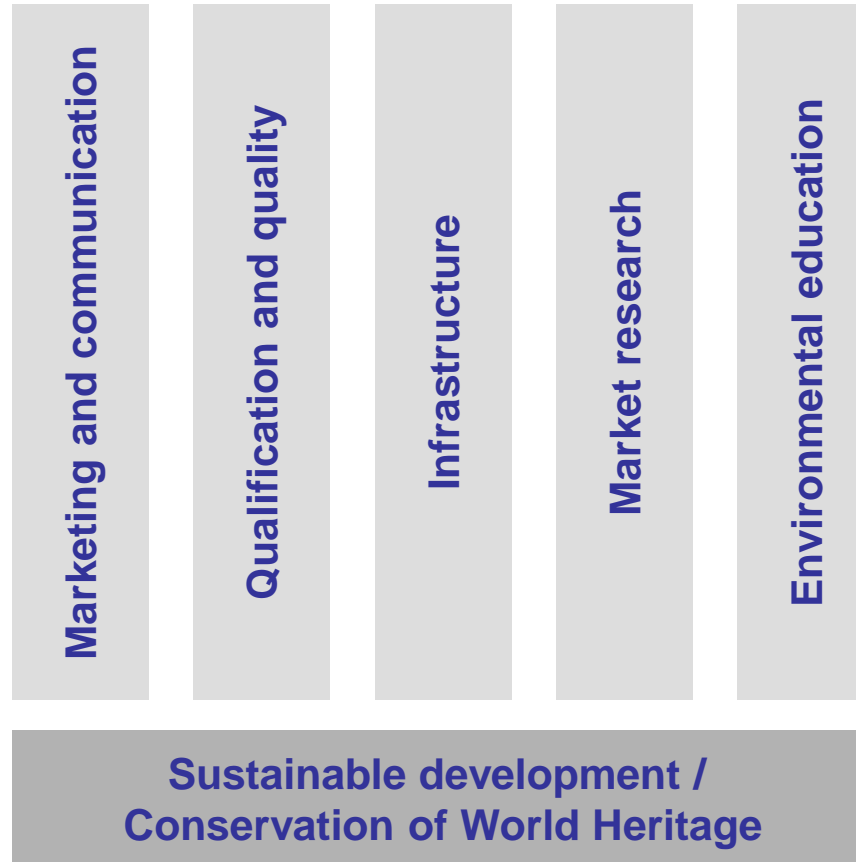 Marketing and communication
Qualification and quality
Infrastructure
Market research
Environmental education
Sustainable development /
Conservation of World Heritage